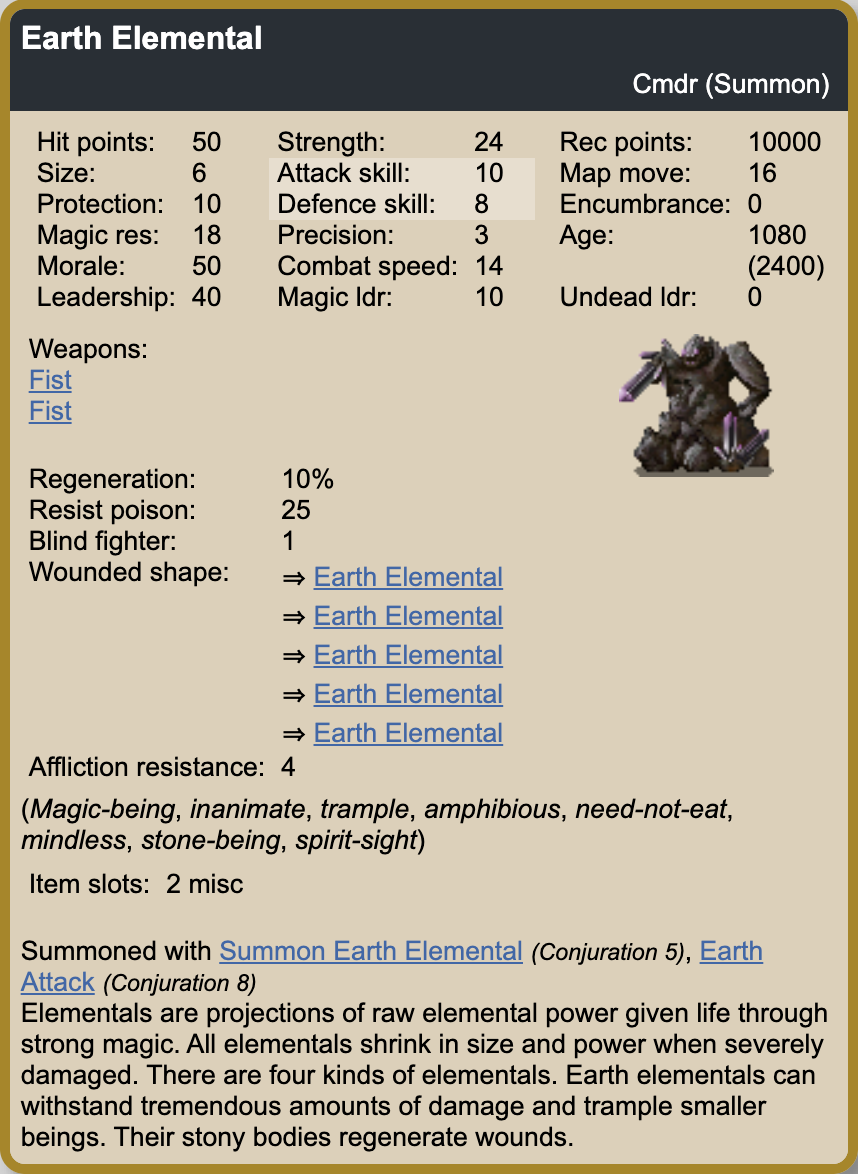 Earth Elemental
Cmdr (Summon)
Hit points: 50 Strength: 24 Rec points: 10000
Size: 6 Attack skill: 10 Map move: 16
Protection: 10 Defence skill: 8 Encumbrance: 0
Magic res: 18 Precision: 3 Age: 1080
Morale: 50 Combat speed: 14 (2400)
Leadership: 40 Magic ldr: 10 Undead ldr: 0
Weapons:
Fist
Fist
Regeneration: 10%
Resist poison: 25
Blind fighter: 1
Wounded shape: ⇒ Earth Elemental
⇒ Earth Elemental
⇒ Earth Elemental
⇒ Earth Elemental
⇒ Earth Elemental
Affliction resistance: 4
(Magic-being, inanimate, trample, amphibious, need-not-eat,
mindless, stone-being, spirit-sight)
Item slots: 2 misc
Summoned with Summon Earth Elemental (Conjuration 5), Earth
Attack (Conjuration 8)
Elementals are projections of raw elemental power given life through
strong magic. All elementals shrink in size and power when severely
damaged. There are four kinds of elementals. Earth elementals can
withstand tremendous amounts of damage and trample smaller
beings. Their stony bodies regenerate wounds.